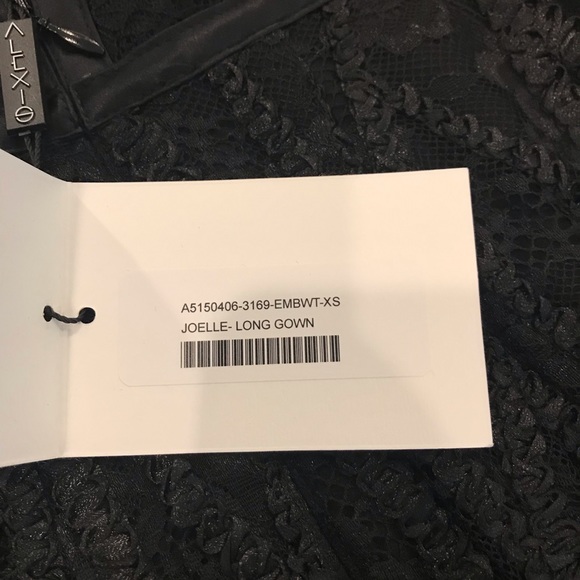 ALEXIS
A5150406-3169-EMBWT-XS
JOELLE- LONG GOWN